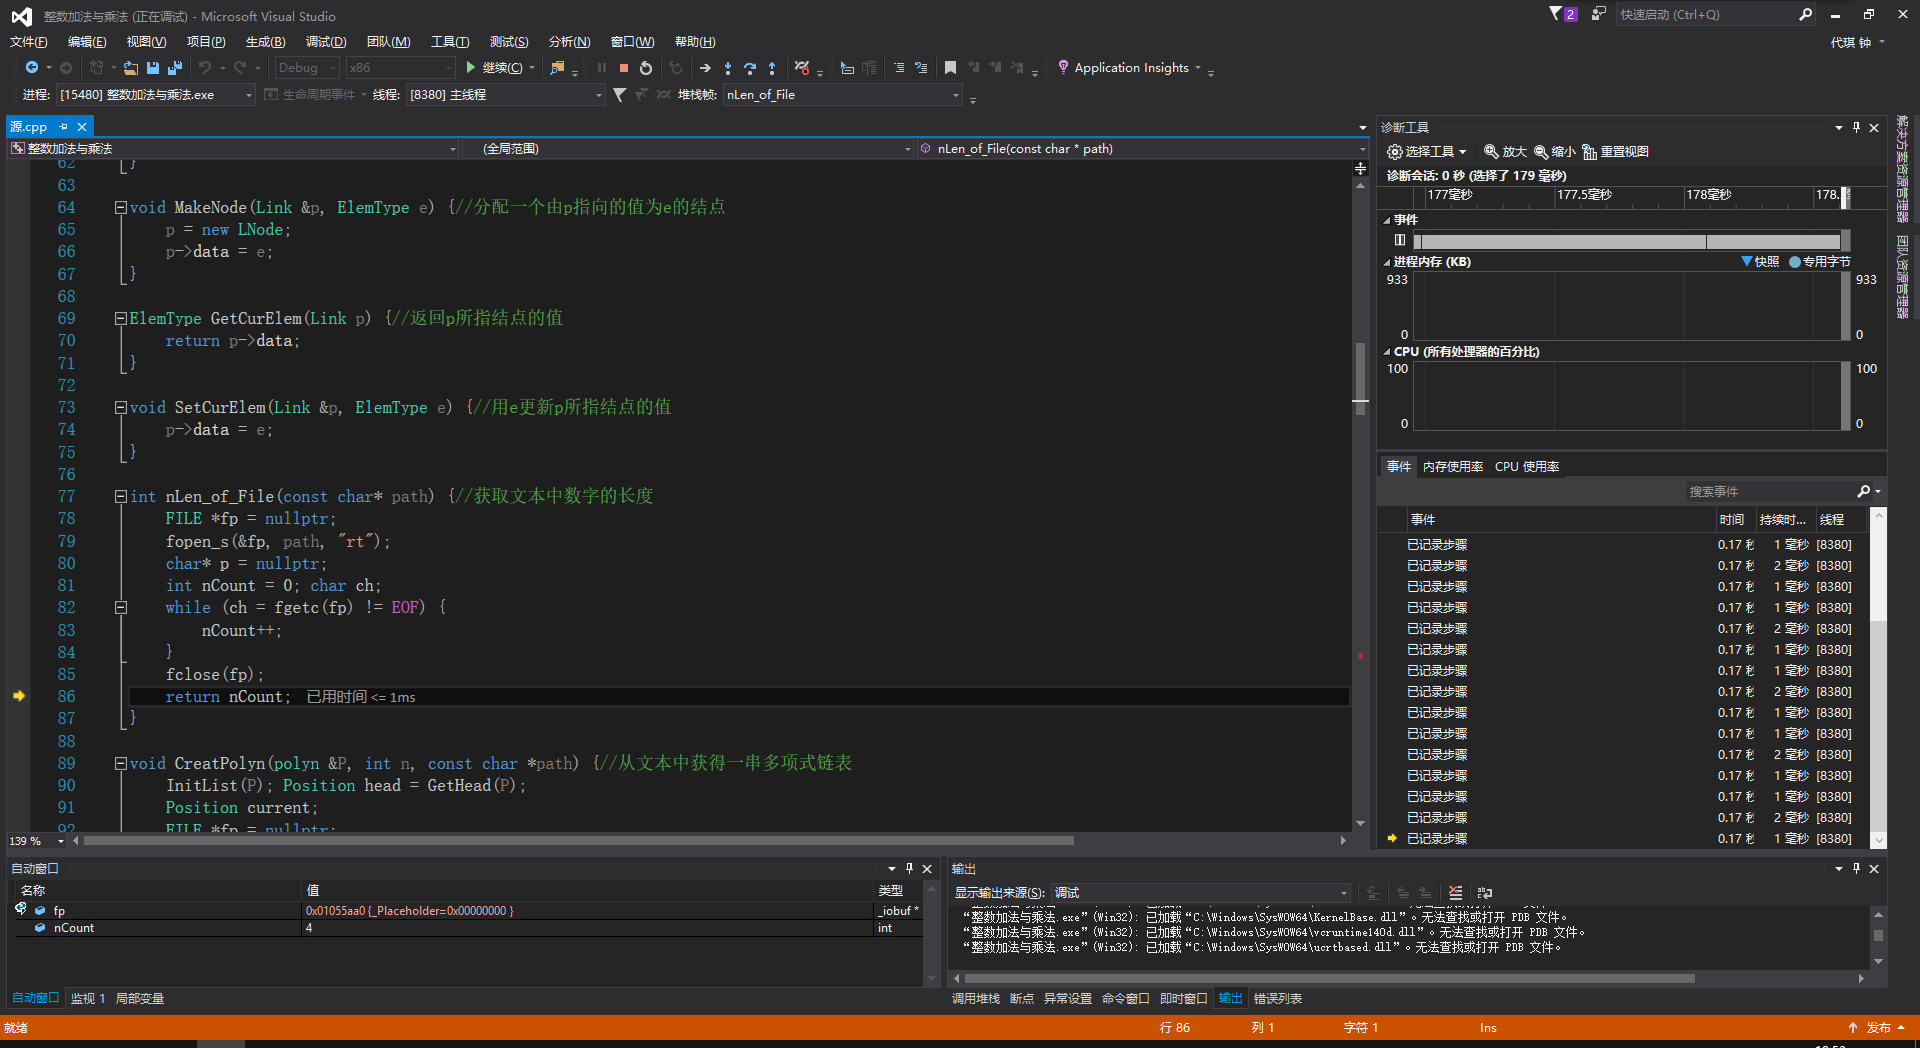 整数加法与乘法 (正在调试) - Microsoft Visual Studio
2
快速启动 (Ctrl+Q)
文件(F) 编辑(E) 视图(V) 项目(P) 生成(B) 调试(D) 团队(M) 工具(T) 测试(S) 分析(N) 窗口(W) 帮助(H)
代琪 钟
Debug x86 继续(C) Application Insights
进程: [15480] 整数加法与乘法.exe 生命周期事件 线程: [8380] 主线程 堆栈帧: nLen_of_File
源.cpp
整数加法与乘法 (全局范围) nLen_of_File(const char * path)
62 }
63
64 void MakeNode(Link &p, ElemType e) {//分配一个由p指向的值为e的结点
65 p = new LNode;
66 p->data = e;
67 }
68
69 ElemType GetCurElem(Link p) {//返回p所指结点的值
70 return p->data;
71 }
72
73 void SetCurElem(Link &p, ElemType e) {//用e更新p所指结点的值
74 p->data = e;
75 }
76
77 int nLen_of_File(const char* path) {//获取文本中数字的长度
78 FILE *fp = nullptr;
79 fopen_s(&fp, path, "rt");
80 char* p = nullptr;
81 int nCount = 0; char ch;
82 while (ch = fgetc(fp) != EOF) {
83 nCount++;
84 }
85 fclose(fp);
86 return nCount; 已用时间 <= 1ms
87 }
88
89 void CreatPolyn(polyn &P, int n, const char *path) {//从文本中获得一串多项式链表
90 InitList(P); Position head = GetHead(P);
91 Position current;
92 FILE *fp = nullptr;
139 %
诊断工具
选择工具 放大 缩小 重置视图
诊断会话: 0 秒 (选择了 179 毫秒)
177毫秒 177.5毫秒 178毫秒 178.
事件
进程内存 (KB) 快照 专用字节
933 933
0 0
CPU (所有处理器的百分比)
100 100
0 0
事件 内存使用率 CPU 使用率
搜索事件
事件 时间 持续时... 线程
已记录步骤 0.17 秒 1 毫秒 [8380]
已记录步骤 0.17 秒 2 毫秒 [8380]
已记录步骤 0.17 秒 1 毫秒 [8380]
已记录步骤 0.17 秒 1 毫秒 [8380]
已记录步骤 0.17 秒 2 毫秒 [8380]
已记录步骤 0.17 秒 1 毫秒 [8380]
已记录步骤 0.17 秒 1 毫秒 [8380]
已记录步骤 0.17 秒 2 毫秒 [8380]
已记录步骤 0.17 秒 1 毫秒 [8380]
已记录步骤 0.17 秒 1 毫秒 [8380]
已记录步骤 0.17 秒 2 毫秒 [8380]
已记录步骤 0.17 秒 1 毫秒 [8380]
已记录步骤 0.17 秒 1 毫秒 [8380]
已记录步骤 0.17 秒 2 毫秒 [8380]
已记录步骤 0.17 秒 1 毫秒 [8380]
解决方案资源管理器
团队资源管理器
自动窗口
名称 值 类型
fp 0x01055aa0 {_Placeholder=0x00000000 } _iobuf *
nCount 4 int
自动窗口 监视 1 局部变量
输出
显示输出来源(S): 调试
“整数加法与乘法.exe”(Win32): 已加载“C:\Windows\SysWOW64\KernelBase.dll”。无法查找或打开 PDB 文件。
“整数加法与乘法.exe”(Win32): 已加载“C:\Windows\SysWOW64\vcruntime140d.dll”。无法查找或打开 PDB 文件。
“整数加法与乘法.exe”(Win32): 已加载“C:\Windows\SysWOW64\ucrtbased.dll”。无法查找或打开 PDB 文件。
调用堆栈 断点 异常设置 命令窗口 即时窗口 输出 错误列表
就绪 行 86 列 1 字符 1 Ins 发布